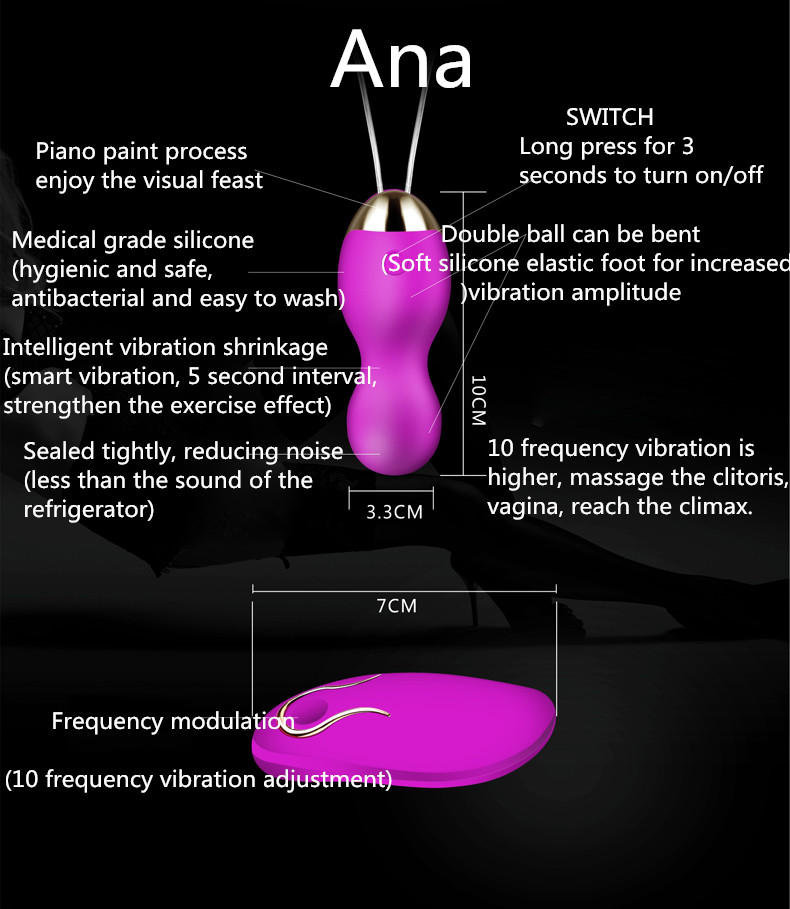 Ana
Piano paint process
enjoy the visual feast
SWITCH
Long press for 3
seconds to turn on/off
Medical grade silicone
(hygienic and safe,
antibacterial and easy to wash)
Double ball can be bent
(Soft silicone elastic foot for increased
)vibration amplitude
Intelligent vibration shrinkage
(smart vibration, 5 second interval,
strengthen the exercise effect)
10CM
Sealed tightly, reducing noise
(less than the sound of the
refrigerator)
10 frequency vibration is
higher, massage the clitoris,
vagina, reach the climax.
3.3CM
7CM
Frequency modulation
(10 frequency vibration adjustment)